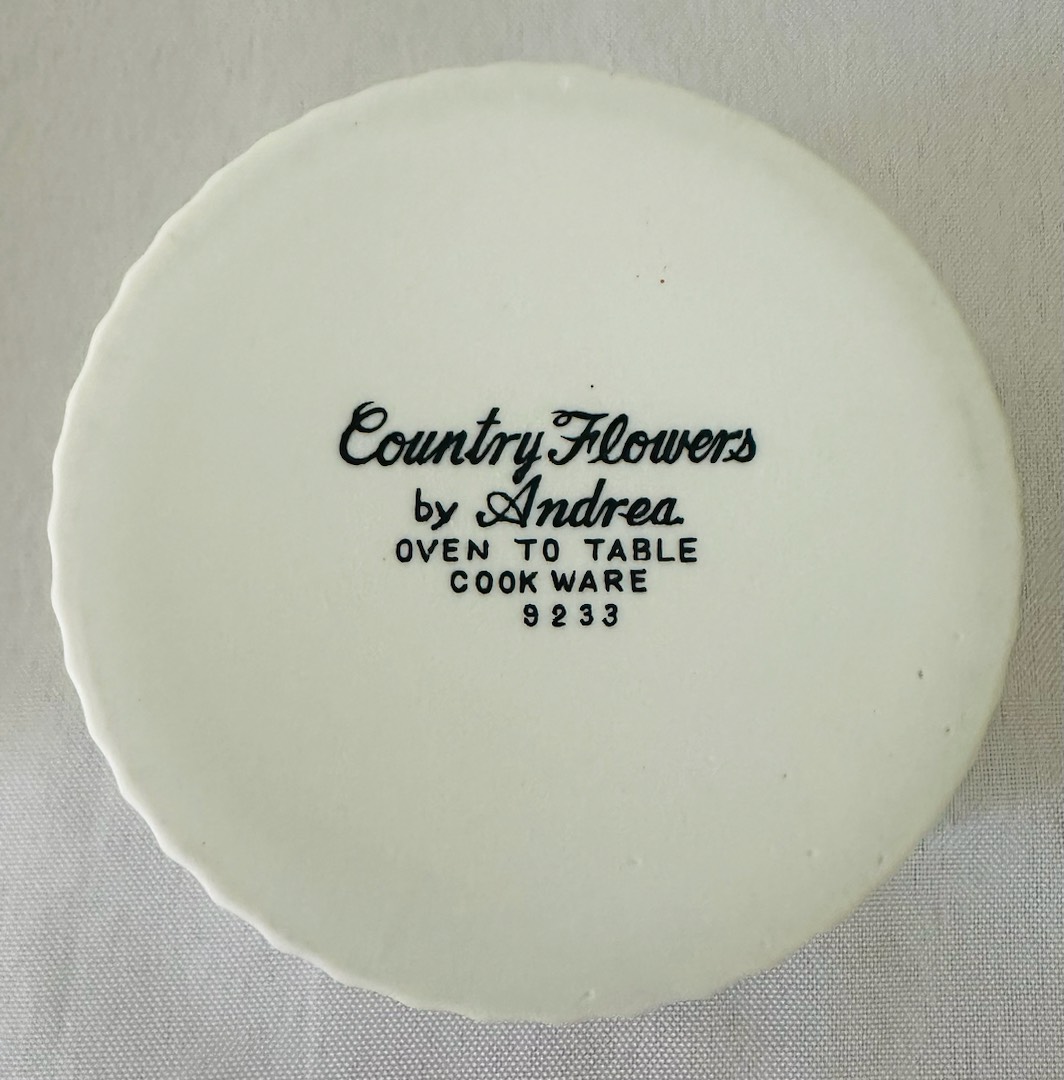 Country Flowers
by Andrea
OVEN TO TABLE
COOK WARE
9233